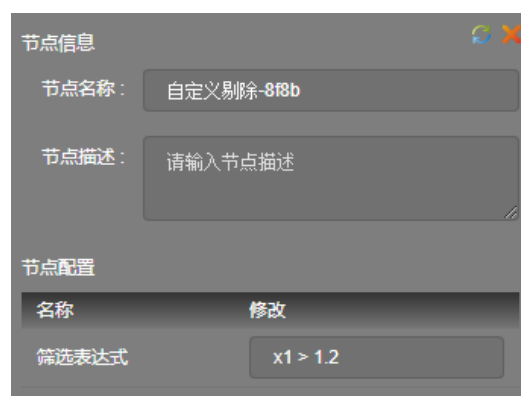 节点信息
节点名称： 自定义剔除-8f8b
节点描述： 请输入节点描述
节点配置
名称 修改
筛选表达式 x1 > 1.2